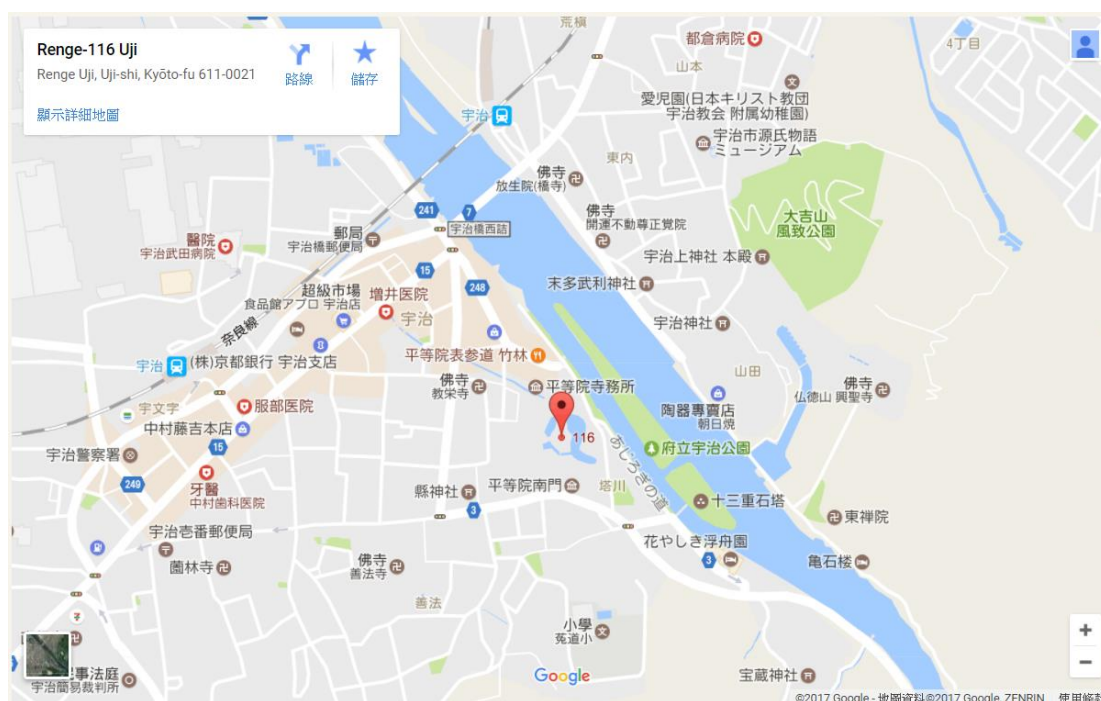 Renge-116 Uji
Renge Uji, Uji-shi, Kyōto-fu 611-0021
路線
儲存
顯示詳細地圖
荒槇
都倉病院
4丁目
山本
愛児園(日本キリスト教団
宇治教会 附属幼稚園)
宇治
宇治市源氏物語
ミュージアム
東内
佛寺
放生院(橋寺)
241
7
宇治橋西詰
佛寺
開運不動尊正覚院
大吉山
風致公園
郵局
宇治橋郵便局
醫院
宇治武田病院
宇治上神社 本殿
15
248
末多武利神社
超級市場
食品館アプロ 宇治店
増井医院
宇治
宇治神社
奈良線
平等院表参道 竹林
宇治
(株)京都銀行 宇治支店
山田
佛寺
教栄寺
平等院寺務所
佛寺
仏徳山 興聖寺
宇文字
服部医院
陶器專賣店
朝日焼
中村藤吉本店
116
15
宇治警察署
あじろぎの道
府立宇治公園
249
牙醫
中村歯科医院
縣神社
平等院南門
塔川
十三重石塔
3
東禅院
宇治壱番郵便局
花やしき浮舟園
3
亀石楼
薗林寺
佛寺
善法寺
善法
小學
菟道小
事法庭
宇治簡易裁判所
Google
宝蔵神社
+
−
©2017 Google - 地圖資料©2017 Google, ZENRIN
使用條款